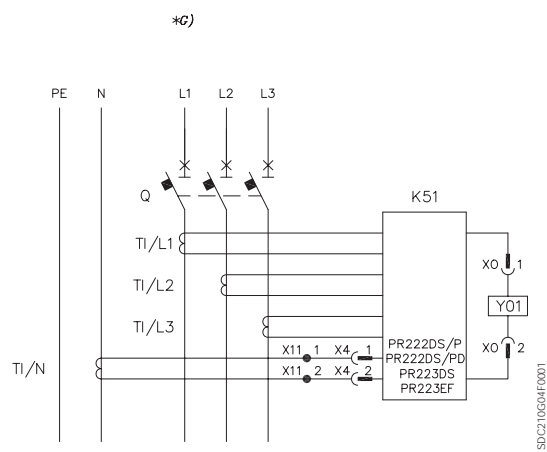 *G)
PE N L1 L2 L3
Q
K51
TI/L1
X0 1
TI/L2
Y01
TI/L3
X0 2
PR222DS/P
X11 1 X4 1
PR222DS/PD
TI/N
X11 2 X4 2
PR223DS
PR223EF
SDC210G04F0001